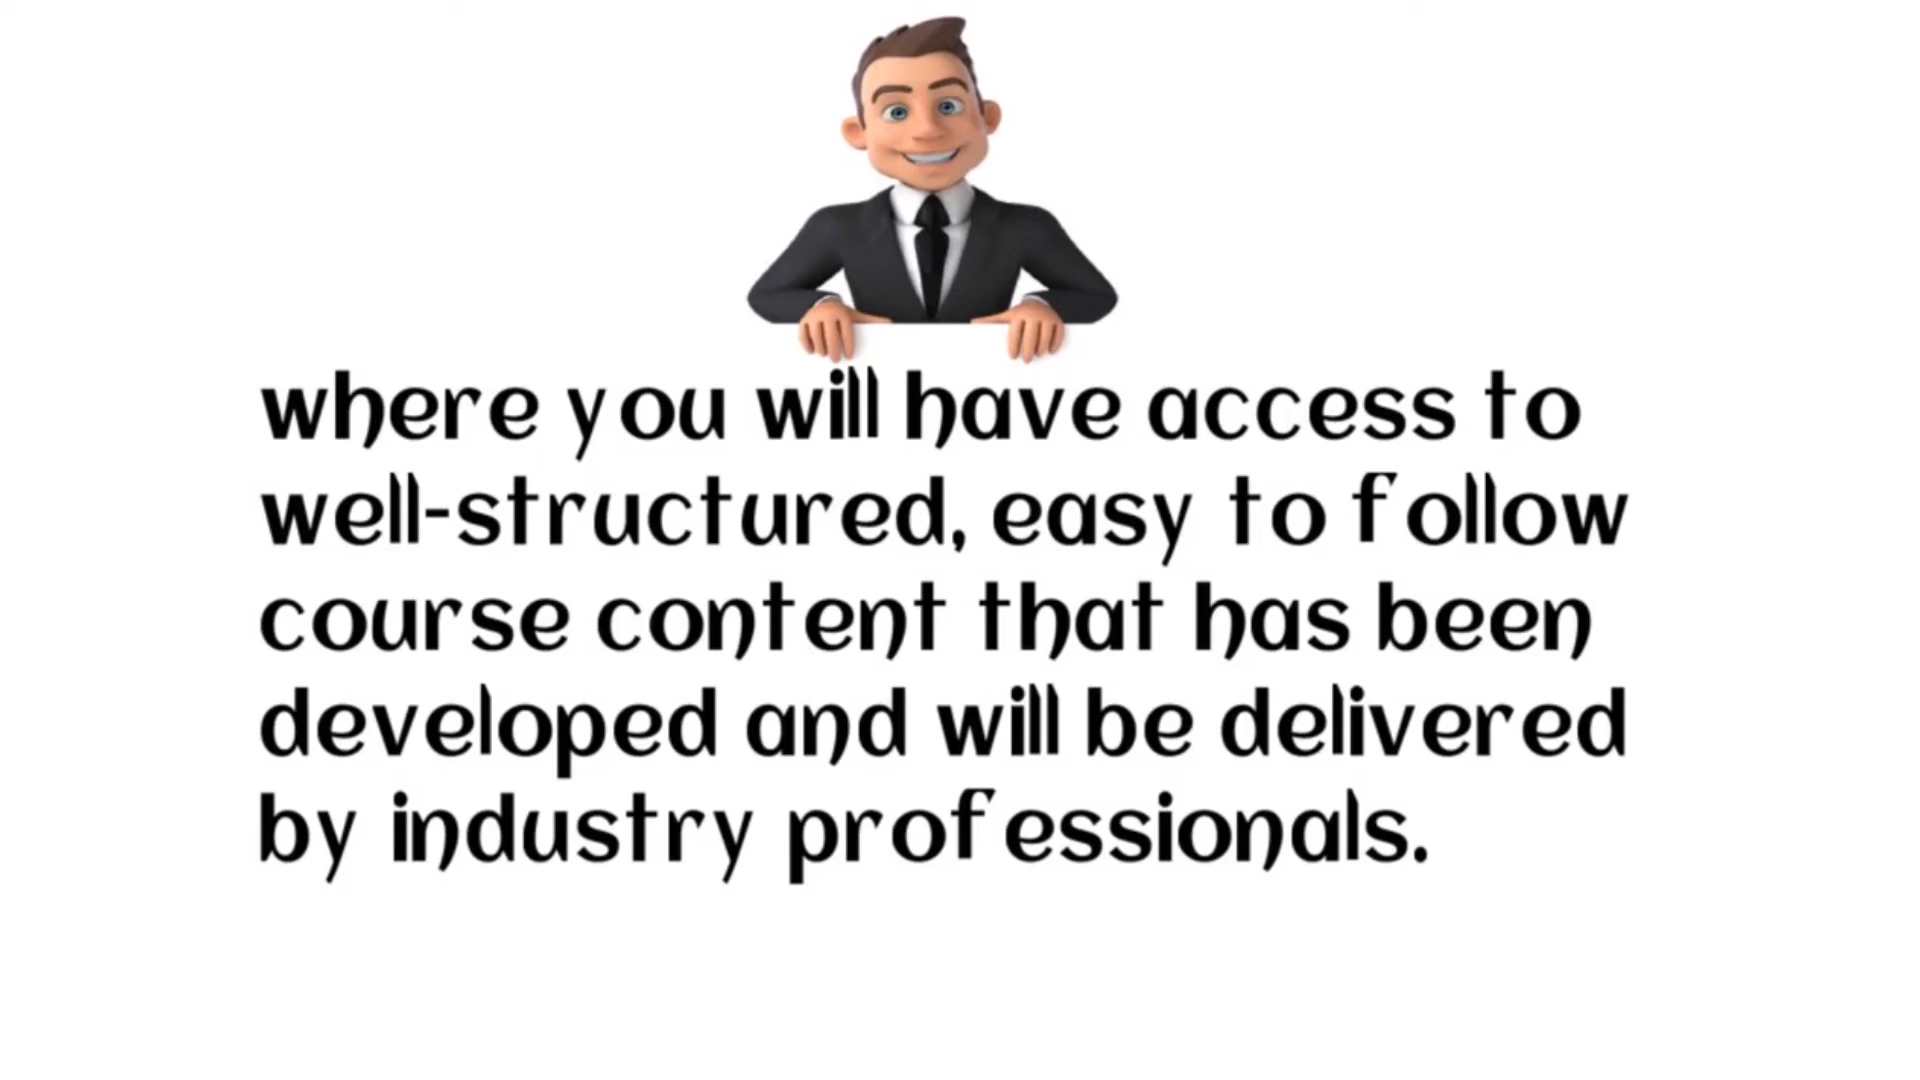 where you will have access to
well-structured, easy to follow
course content that has been
developed and will be delivered
by industry professionals.